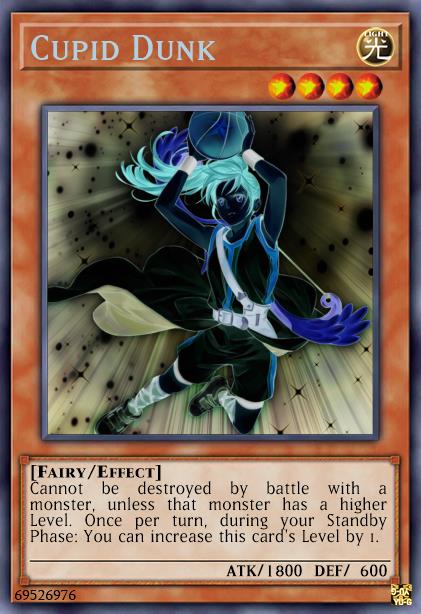 CUPID DUNK
LIGHT
光
[FAIRY/EFFECT]
Cannot be destroyed by battle with a
monster, unless that monster has a higher
Level. Once per turn, during your Standby
Phase: You can increase this card's Level by 1.
ATK/1800 DEF/ 600
69526976